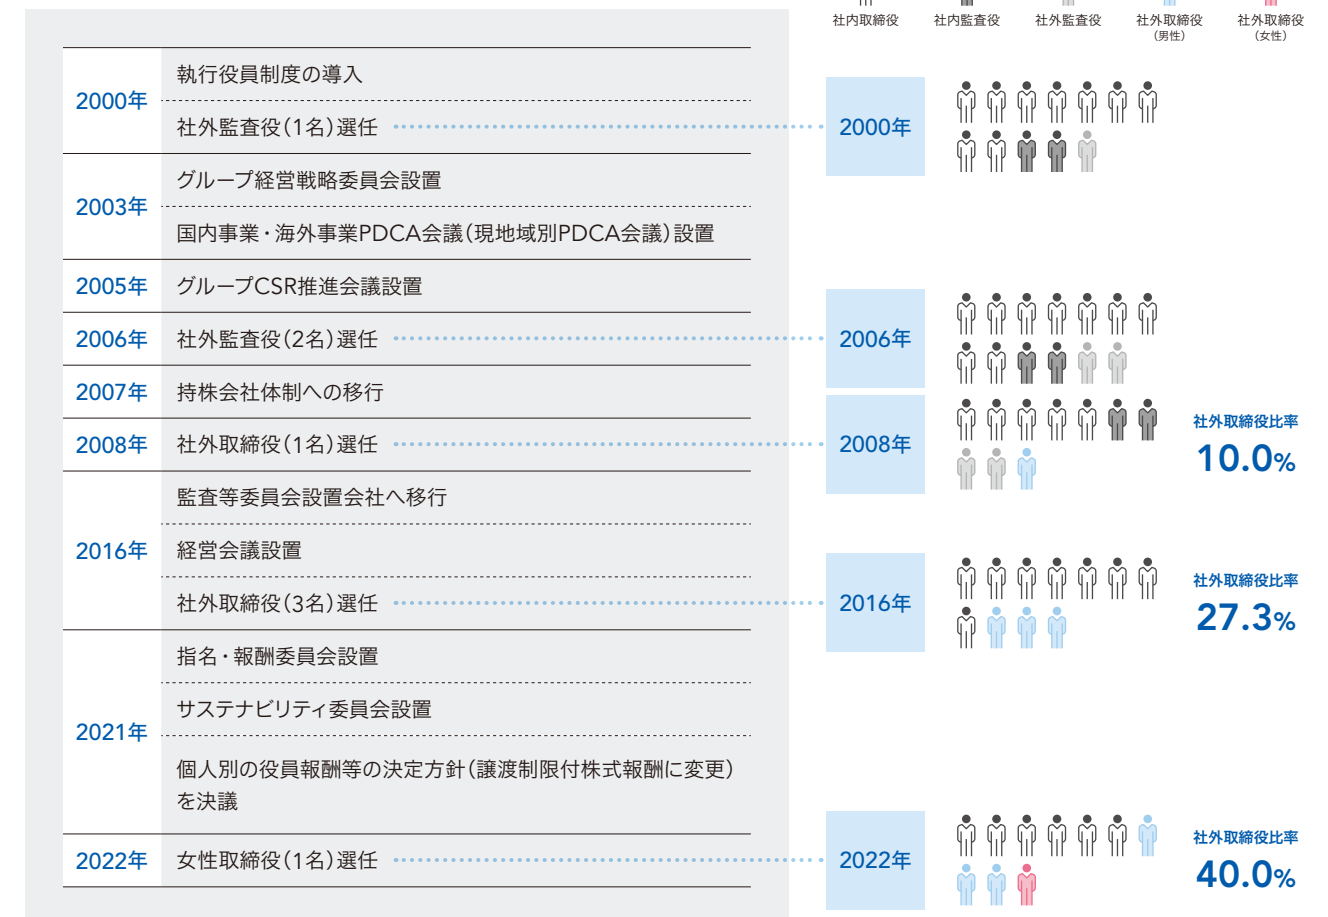 社内取締役
社内監査役
社外監査役
社外取締役
（男性）
社外取締役
（女性）
2000年
執行役員制度の導入
社外監査役（1名）選任
2003年
グループ経営戦略委員会設置
国内事業・海外事業PDCA会議（現地域別PDCA会議）設置
2005年
グループCSR推進会議設置
2006年
社外監査役（2名）選任
2007年
持株会社体制への移行
2008年
社外取締役（1名）選任
2016年
監査等委員会設置会社へ移行
経営会議設置
社外取締役（3名）選任
2021年
指名・報酬委員会設置
サステナビリティ委員会設置
個人別の役員報酬等の決定方針（譲渡制限付株式報酬に変更）
を決議
2022年
女性取締役（1名）選任
2000年
2006年
2008年
社外取締役比率
10.0%
2016年
社外取締役比率
27.3%
2022年
社外取締役比率
40.0%